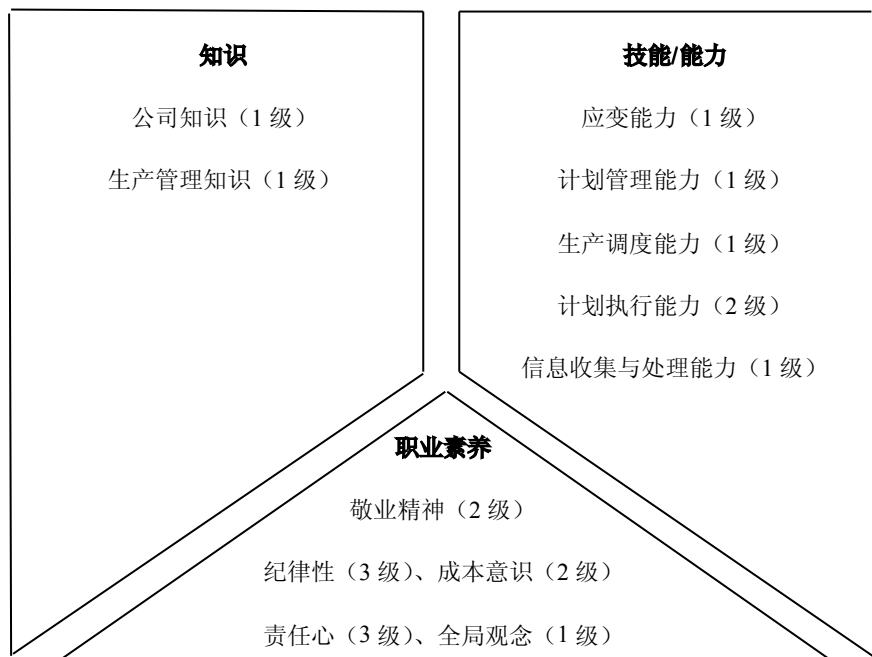 知识
公司知识（1 级）
生产管理知识（1 级）
技能/能力
应变能力（1 级）
计划管理能力（1 级）
生产调度能力（1 级）
计划执行能力（2 级）
信息收集与处理能力（1 级）
职业素养
敬业精神（2 级）
纪律性（3 级）、成本意识（2 级）
责任心（3 级）、全局观念（1 级）